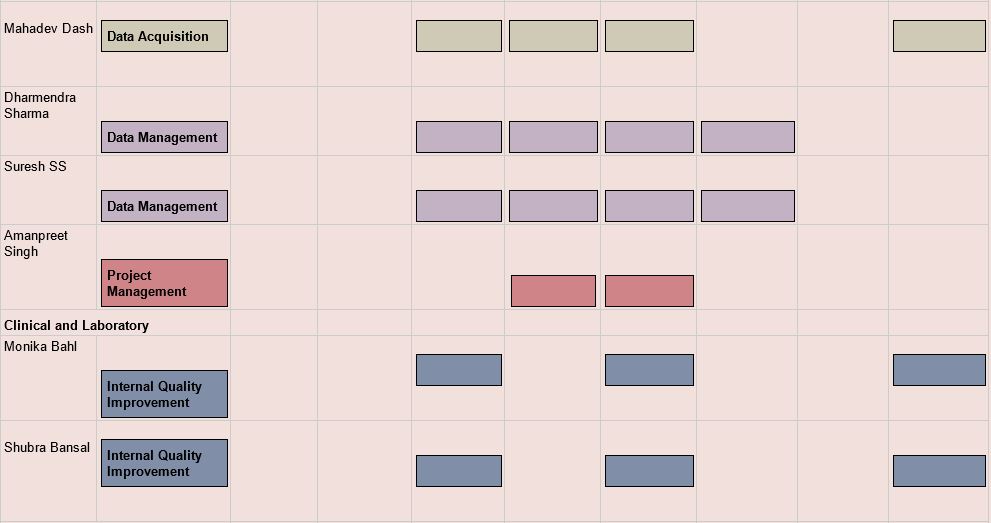 Mahadev Dash
Data Acquisition
Dharmendra
Sharma
Data Management
Suresh SS
Data Management
Amanpreet
Singh
Project
Management
Clinical and Laboratory
Monika Bahl
Internal Quality
Improvement
Shubra Bansal
Internal Quality
Improvement